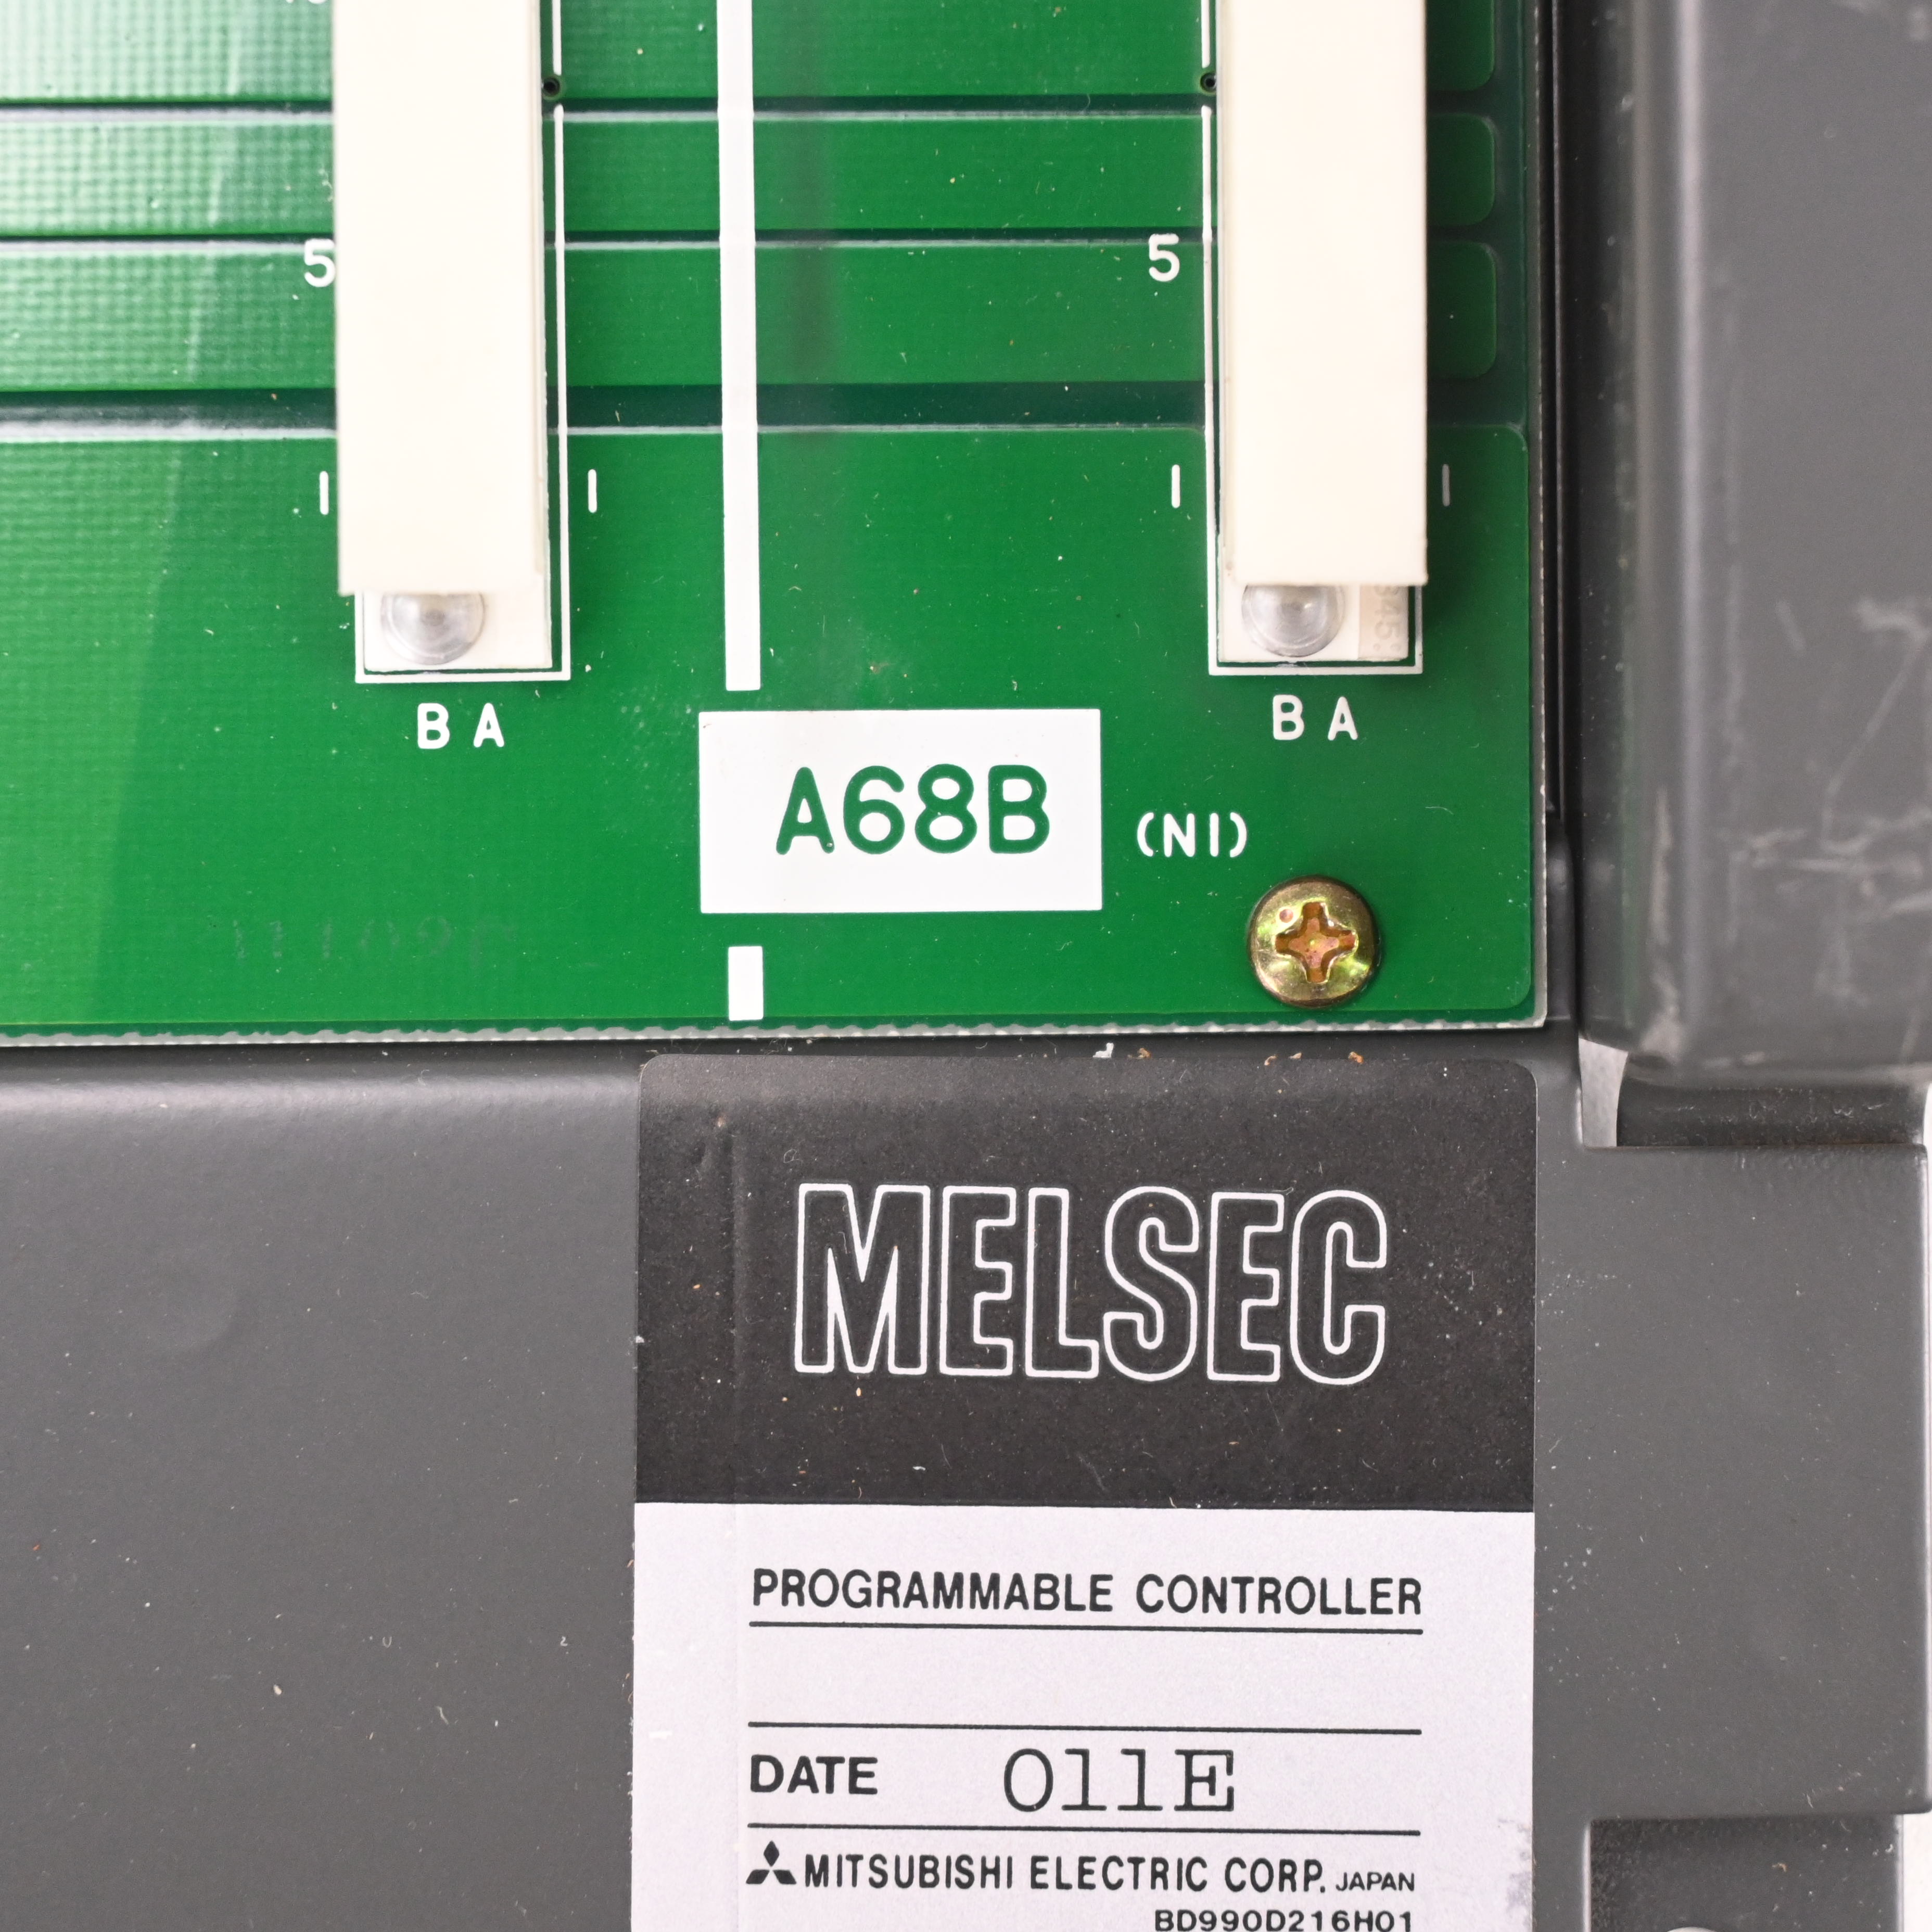 5 5
I I I I
B A B A
A68B (NI)
MELSEC
PROGRAMMABLE CONTROLLER
DATE 011E
MITSUBISHI ELECTRIC CORP. JAPAN
BD990D216H01